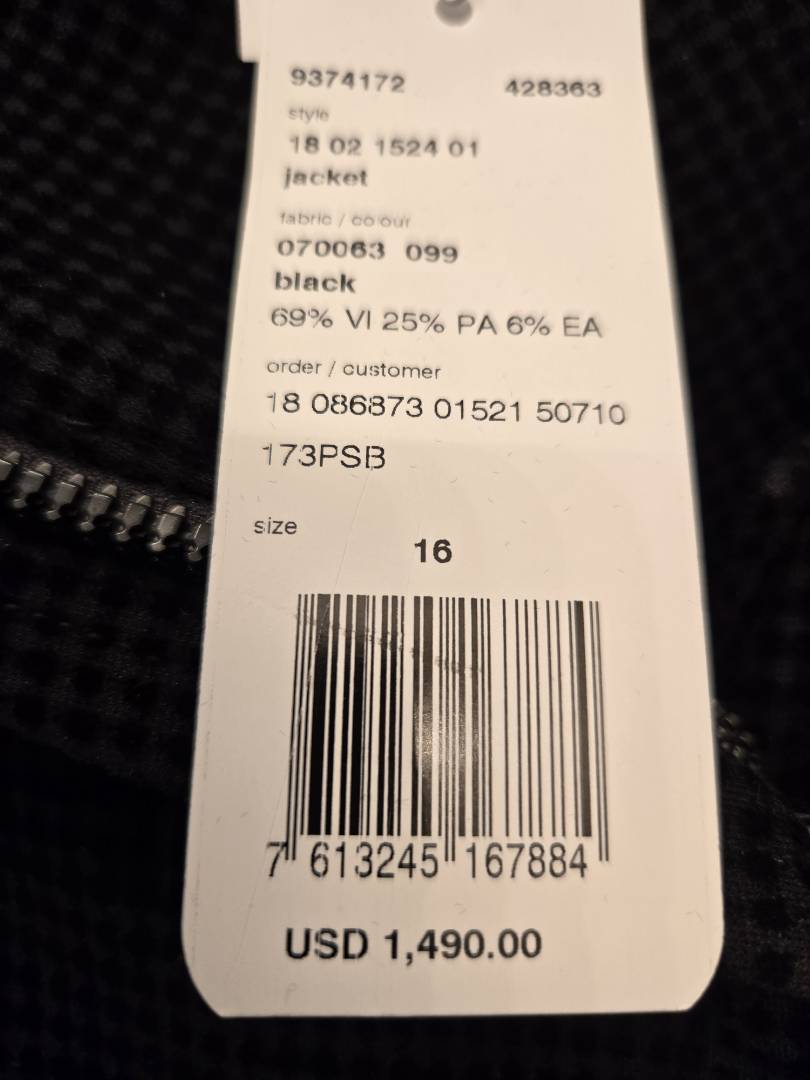 9374172 428363
style
18 02 1524 01
jacket
fabric / colour
070063 099
black
69% VI 25% PA 6% EA
order / customer
18 086873 01521 50710
173PSB
size
16
7 613245 167884
USD 1,490.00